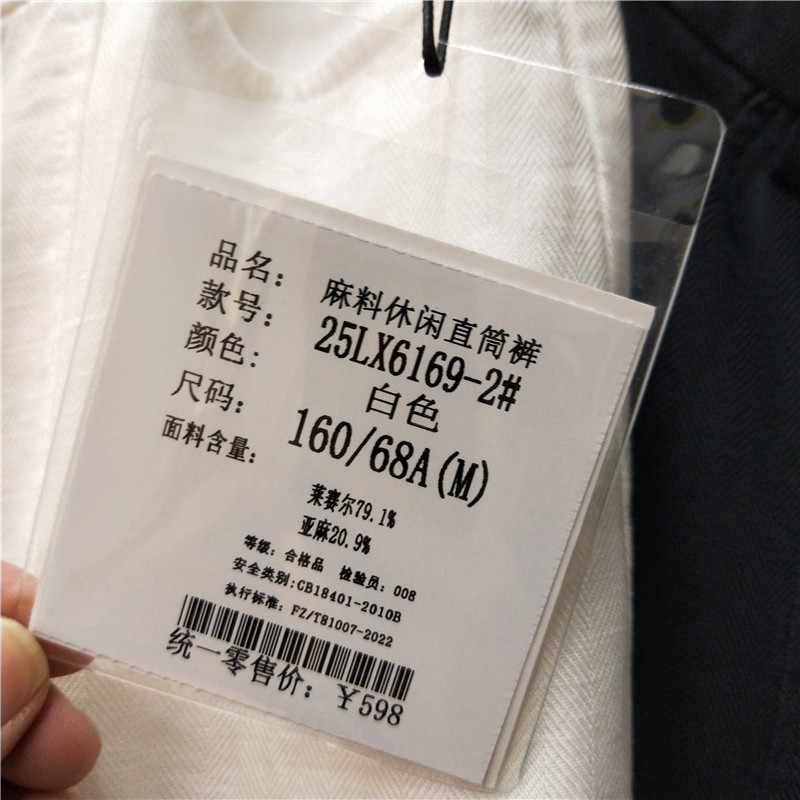 品名：麻料休闲直筒裤
款号：25LX6169-2#
颜色：白色
尺码：160/68A(M)
面料含量：
莱赛尔79.1%
亚麻20.9%
等级：合格品 检验员：008
安全类别:GB18401-2010B
执行标准：FZ/T81007-2022
统一零售价：￥598